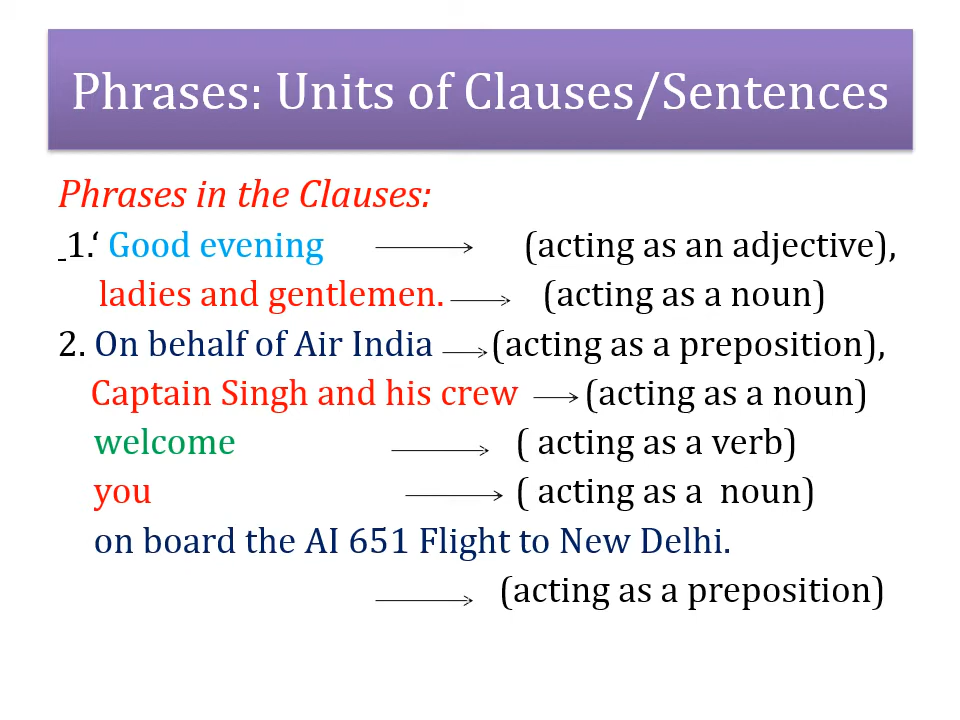 Phrases: Units of Clauses/Sentences
Phrases in the Clauses:
1.‘ Good evening (acting as an adjective),
ladies and gentlemen. (acting as a noun)
2. On behalf of Air India (acting as a preposition),
Captain Singh and his crew (acting as a noun)
welcome ( acting as a verb)
you ( acting as a noun)
on board the AI 651 Flight to New Delhi.
(acting as a preposition)